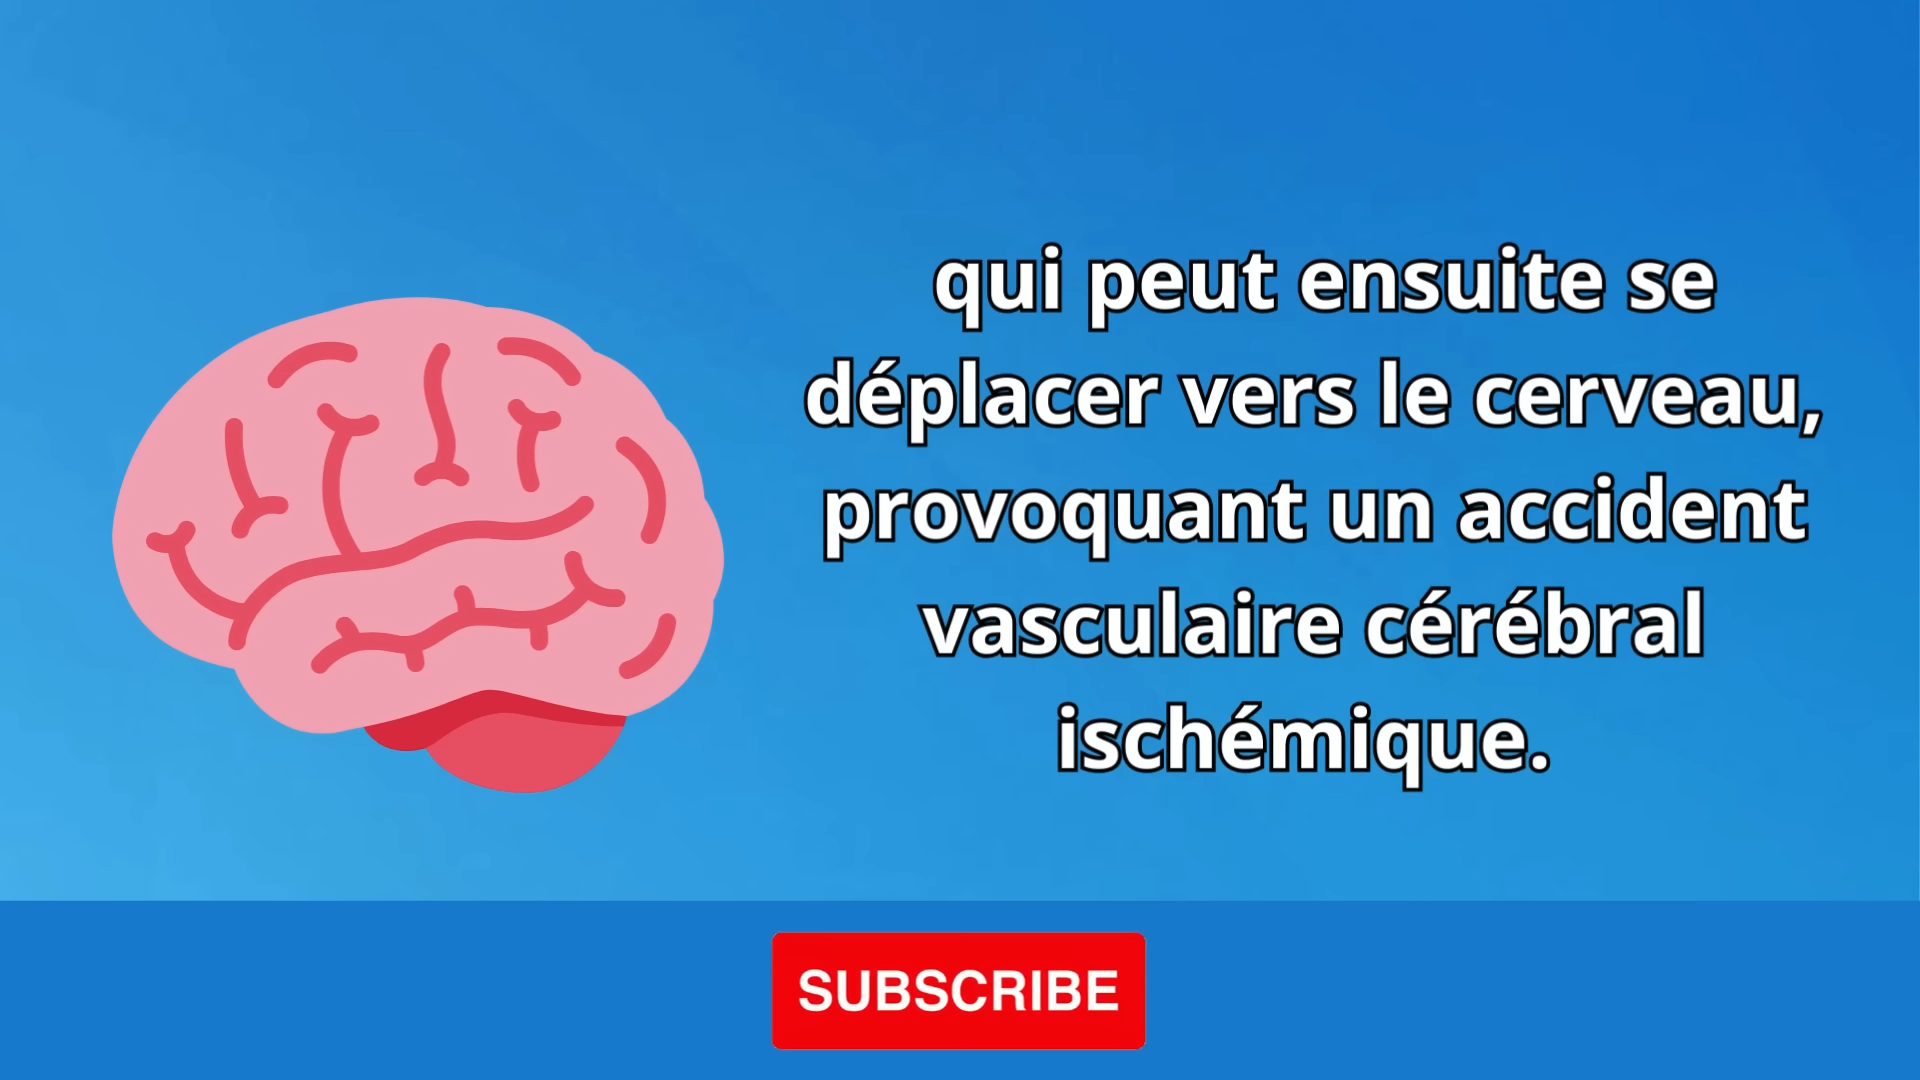 qui peut ensuite se
déplacer vers le cerveau,
provoquant un accident
vasculaire cérébral
ischémique.
SUBSCRIBE